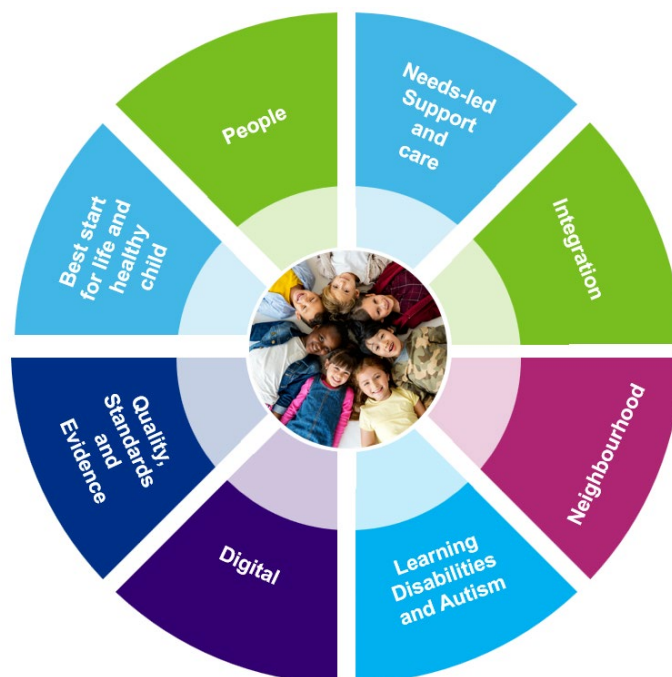 People
Needs-led
Support
and
care
Integration
Neighbourhood
Learning
Disabilities
and Autism
Digital
Quality,
Standards
and
Evidence
Best start
for life and
healthy
child